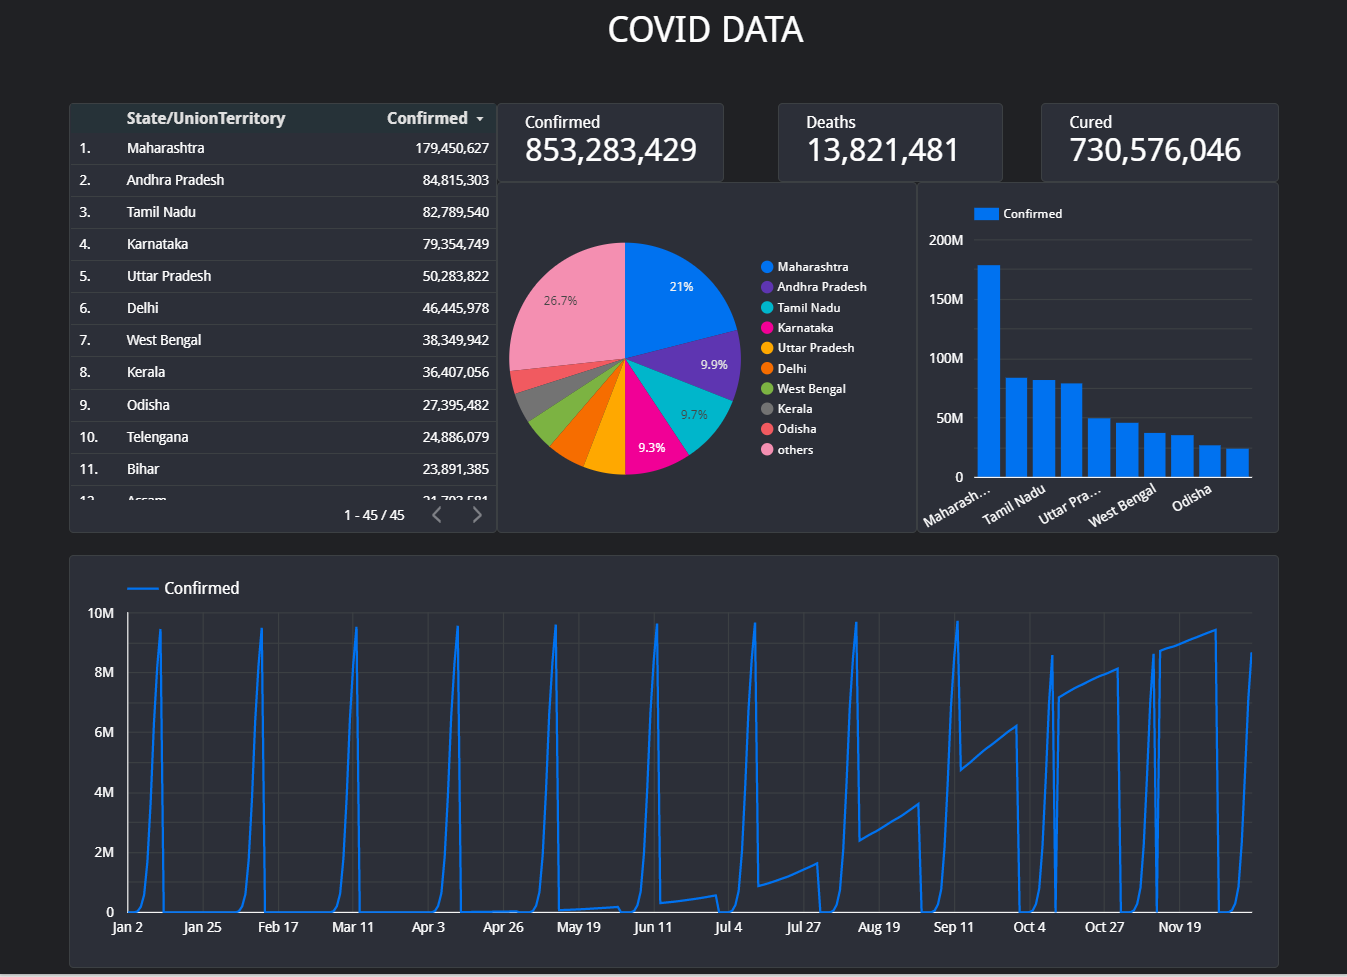 COVID DATA
State/UnionTerritory Confirmed
1. Maharashtra 179,450,627
2. Andhra Pradesh 84,815,303
3. Tamil Nadu 82,789,540
4. Karnataka 79,354,749
5. Uttar Pradesh 50,283,822
6. Delhi 46,445,978
7. West Bengal 38,349,942
8. Kerala 36,407,056
9. Odisha 27,395,482
10. Telengana 24,886,079
11. Bihar 23,891,385
1 - 45 / 45
Confirmed
853,283,429
Deaths
13,821,481
Cured
730,576,046
21%
9.9%
9.7%
9.3%
26.7%
Maharashtra
Andhra Pradesh
Tamil Nadu
Karnataka
Uttar Pradesh
Delhi
West Bengal
Kerala
Odisha
others
Confirmed
200M
150M
100M
50M
0
Maharash...
Tamil Nadu
Uttar Pra...
West Bengal
Odisha
Confirmed
10M
8M
6M
4M
2M
0
Jan 2 Jan 25 Feb 17 Mar 11 Apr 3 Apr 26 May 19 Jun 11 Jul 4 Jul 27 Aug 19 Sep 11 Oct 4 Oct 27 Nov 19